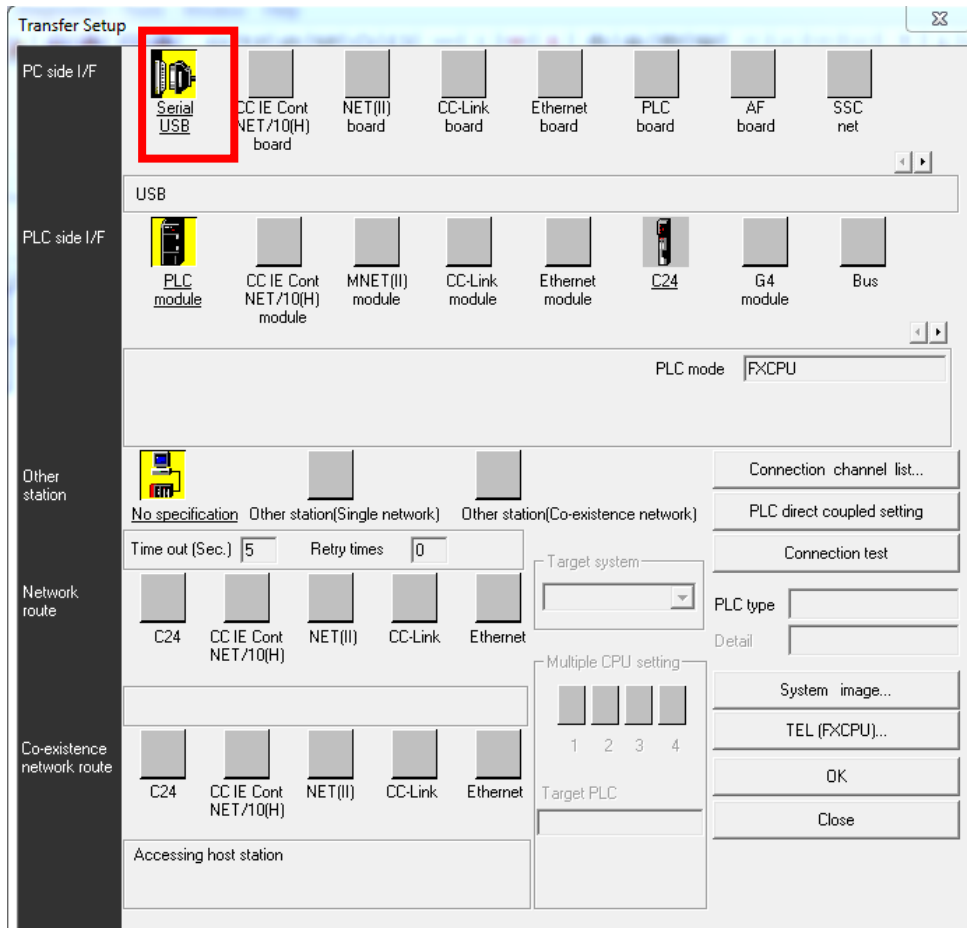 Transfer Setup
PC side I/F
Serial
USB
CC IE Cont
NET/10(H)
board
NET(II)
board
CC-Link
board
Ethernet
board
PLC
board
AF
board
SSC
net
USB
PLC side I/F
PLC
module
CC IE Cont
NET/10(H)
module
MNET(II)
module
CC-Link
module
Ethernet
module
C24
G4
module
Bus
PLC mode FXCPU
Other
station
No specification
Other station(Single network)
Other station(Co-existence network)
Connection channel list...
PLC direct coupled setting
Time out (Sec.) 5 Retry times 0
Target system
Connection test
Network
route
C24
CC IE Cont
NET/10(H)
NET(II)
CC-Link
Ethernet
PLC type
Detail
Multiple CPU setting
1 2 3 4
System image...
TEL (FXCPU)...
Co-existence
network route
C24
CC IE Cont
NET/10(H)
NET(II)
CC-Link
Ethernet
Target PLC
OK
Close
Accessing host station